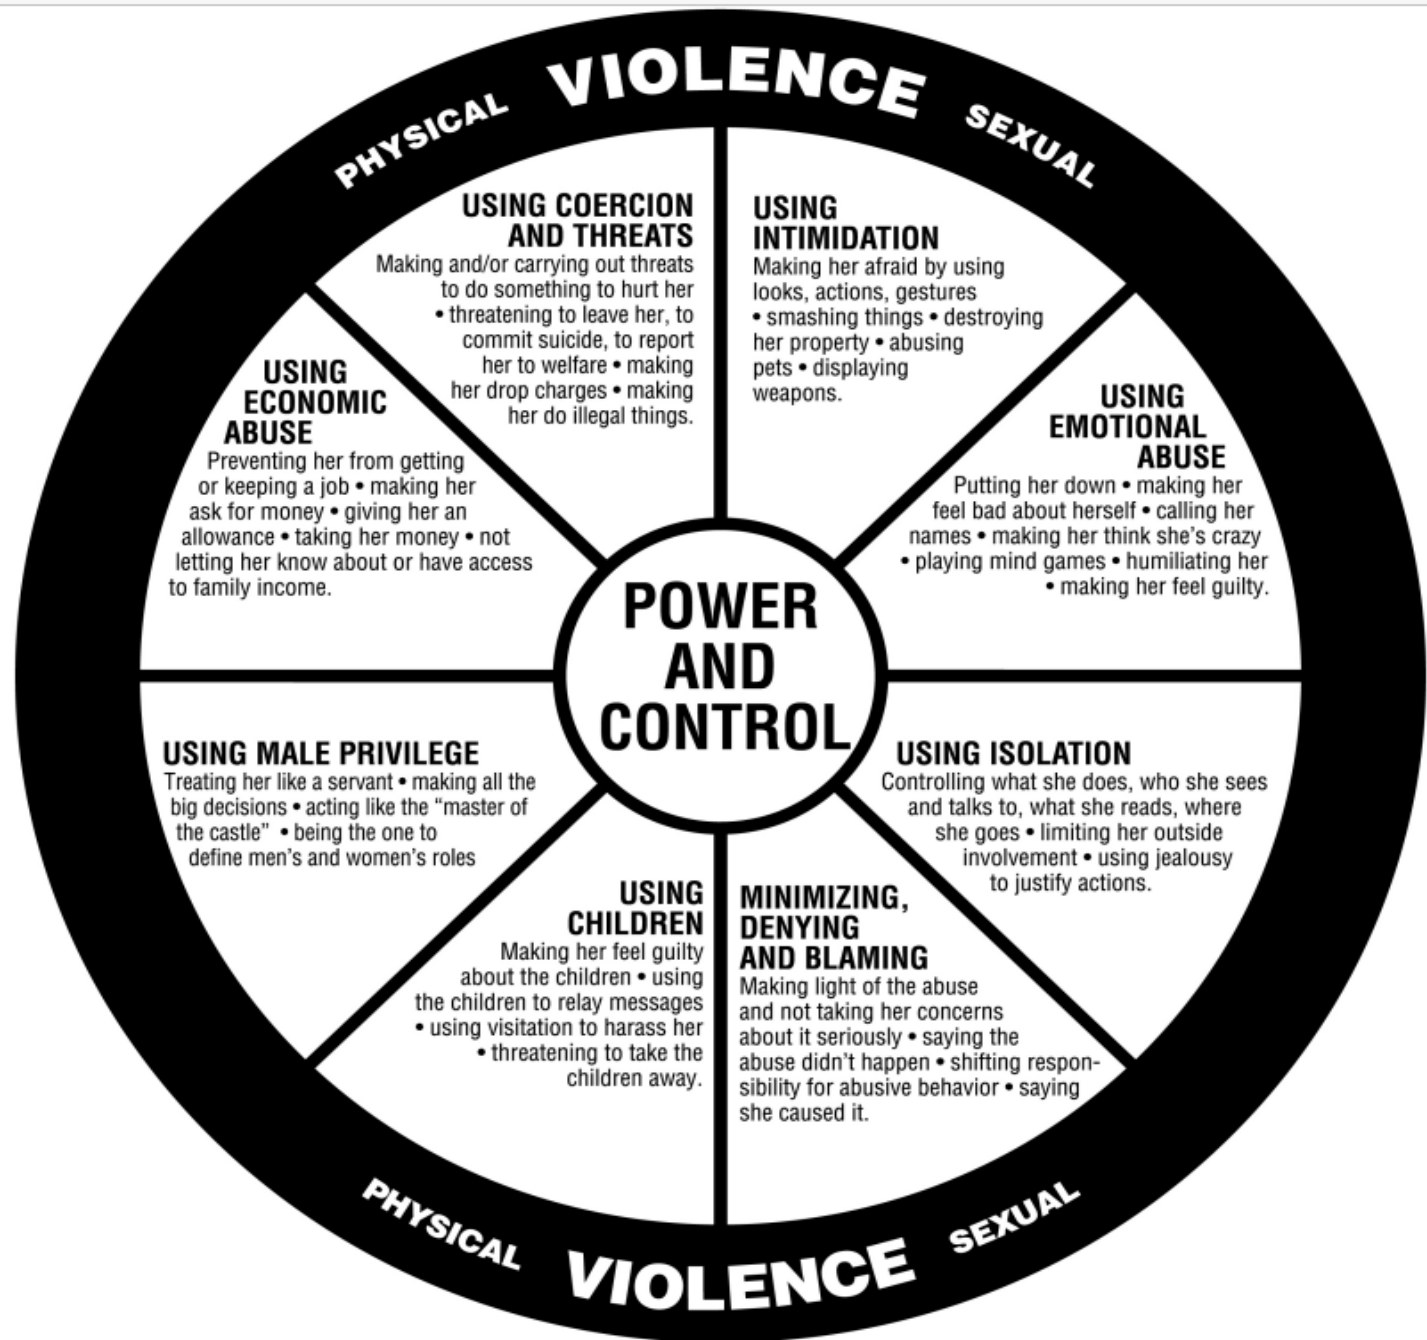 PHYSICAL VIOLENCE SEXUAL
USING COERCION
AND THREATS
Making and/or carrying out threats
to do something to hurt her
• threatening to leave her, to
commit suicide, to report
her to welfare • making
her drop charges • making
her do illegal things.
USING
INTIMIDATION
Making her afraid by using
looks, actions, gestures
• smashing things • destroying
her property • abusing
pets • displaying
weapons.
USING
EMOTIONAL
ABUSE
Putting her down • making her
feel bad about herself • calling her
names • making her think she's crazy
• playing mind games • humiliating her
• making her feel guilty.
USING ISOLATION
Controlling what she does, who she sees
and talks to, what she reads, where
she goes • limiting her outside
involvement • using jealousy
to justify actions.
MINIMIZING,
DENYING
AND BLAMING
Making light of the abuse
and not taking her concerns
about it seriously • saying the
abuse didn't happen • shifting respon-
sibility for abusive behavior • saying
she caused it.
USING
CHILDREN
Making her feel guilty
about the children • using
the children to relay messages
• using visitation to harass her
• threatening to take the
children away.
USING MALE PRIVILEGE
Treating her like a servant • making all the
big decisions • acting like the "master of
the castle" • being the one to
define men's and women's roles
USING
ECONOMIC
ABUSE
Preventing her from getting
or keeping a job • making her
ask for money • giving her an
allowance • taking her money • not
letting her know about or have access
to family income.
POWER
AND
CONTROL
PHYSICAL VIOLENCE SEXUAL